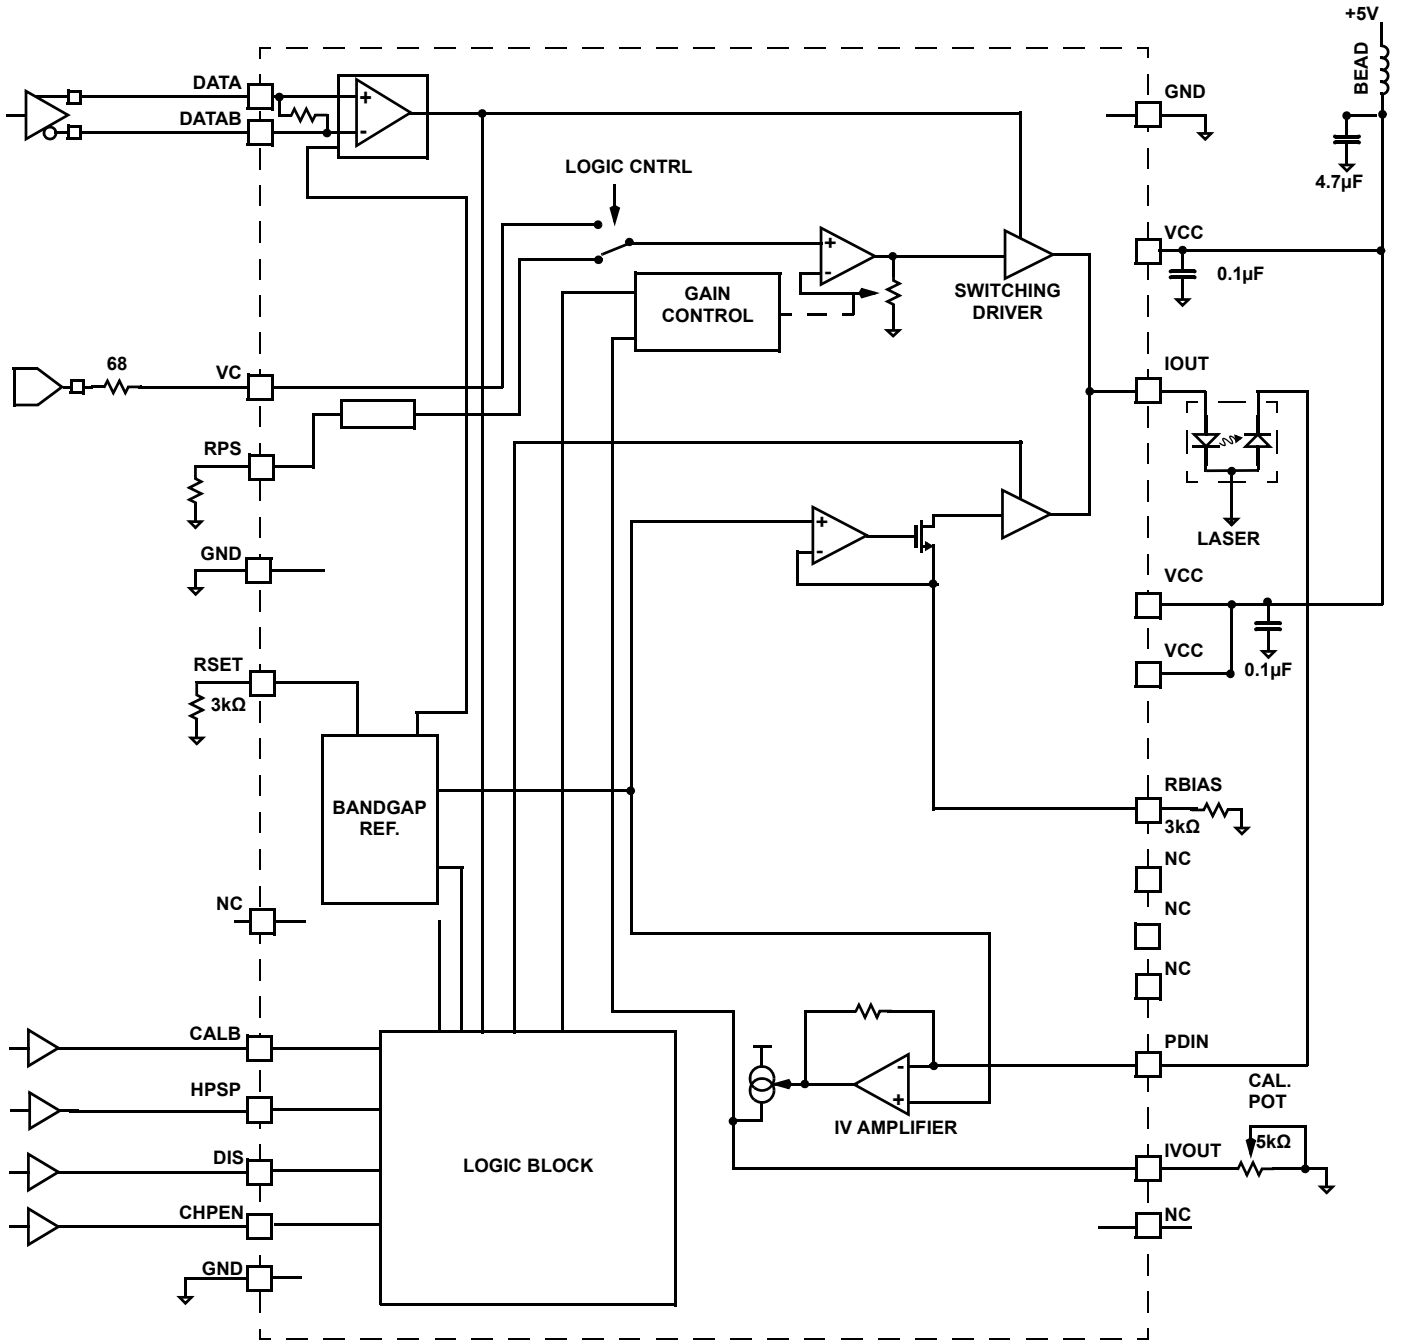 +5V
BEAD
DATA
GND
DATAB
LOGIC CNTRL
4.7µF
VCC
0.1µF
GAIN
CONTROL
SWITCHING
DRIVER
68
VC
IOUT
RPS
LASER
GND
VCC
RSET
VCC
0.1µF
3kΩ
BANDGAP
REF.
RBIAS
3kΩ
NC
NC
NC
NC
CALB
PDIN
HPSP
CAL.
POT
+
-
+
-
+
-
-
+
IV AMPLIFIER
5kΩ
DIS
LOGIC BLOCK
IVOUT
CHPEN
NC
GND